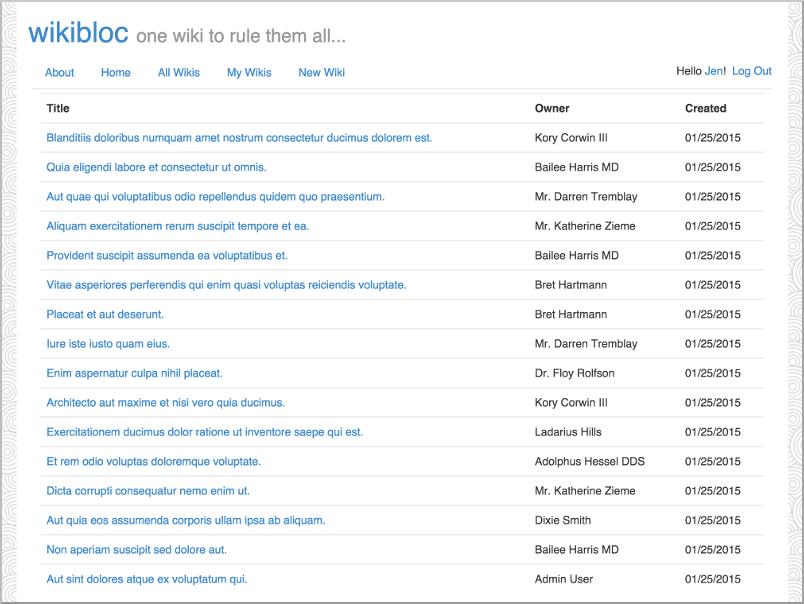 wikibloc one wiki to rule them all...
About Home All Wikis My Wikis New Wiki Hello Jen! Log Out
Title Owner Created
Blanditiis doloribus numquam amet nostrum consectetur ducimus dolorem est. Kory Corwin III 01/25/2015
Quia eligendi labore et consectetur ut omnis. Bailee Harris MD 01/25/2015
Aut quae qui voluptatibus odio repellendus quidem quo praesentium. Mr. Darren Tremblay 01/25/2015
Aliquam exercitationem rerum suscipit tempore et ea. Mr. Katherine Zieme 01/25/2015
Provident suscipit assumenda ea voluptatibus et. Bailee Harris MD 01/25/2015
Vitae asperiores perferendis qui enim quasi voluptas reiciendis voluptate. Bret Hartmann 01/25/2015
Placeat et aut deserunt. Bret Hartmann 01/25/2015
Iure iste iusto quam eius. Mr. Darren Tremblay 01/25/2015
Enim aspernatur culpa nihil placeat. Dr. Floy Rolfson 01/25/2015
Architecto aut maxime et nisi vero quia ducimus. Kory Corwin III 01/25/2015
Exercitationem ducimus dolor ratione ut inventore saepe qui est. Ladarius Hills 01/25/2015
Et rem odio voluptas doloremque voluptate. Adolphus Hessel DDS 01/25/2015
Dicta corrupti consequatur nemo enim ut. Mr. Katherine Zieme 01/25/2015
Aut quia eos assumenda corporis ullam ipsa ab aliquam. Dixie Smith 01/25/2015
Non aperiam suscipit sed dolore aut. Bailee Harris MD 01/25/2015
Aut sint dolores atque ex voluptatum qui. Admin User 01/25/2015